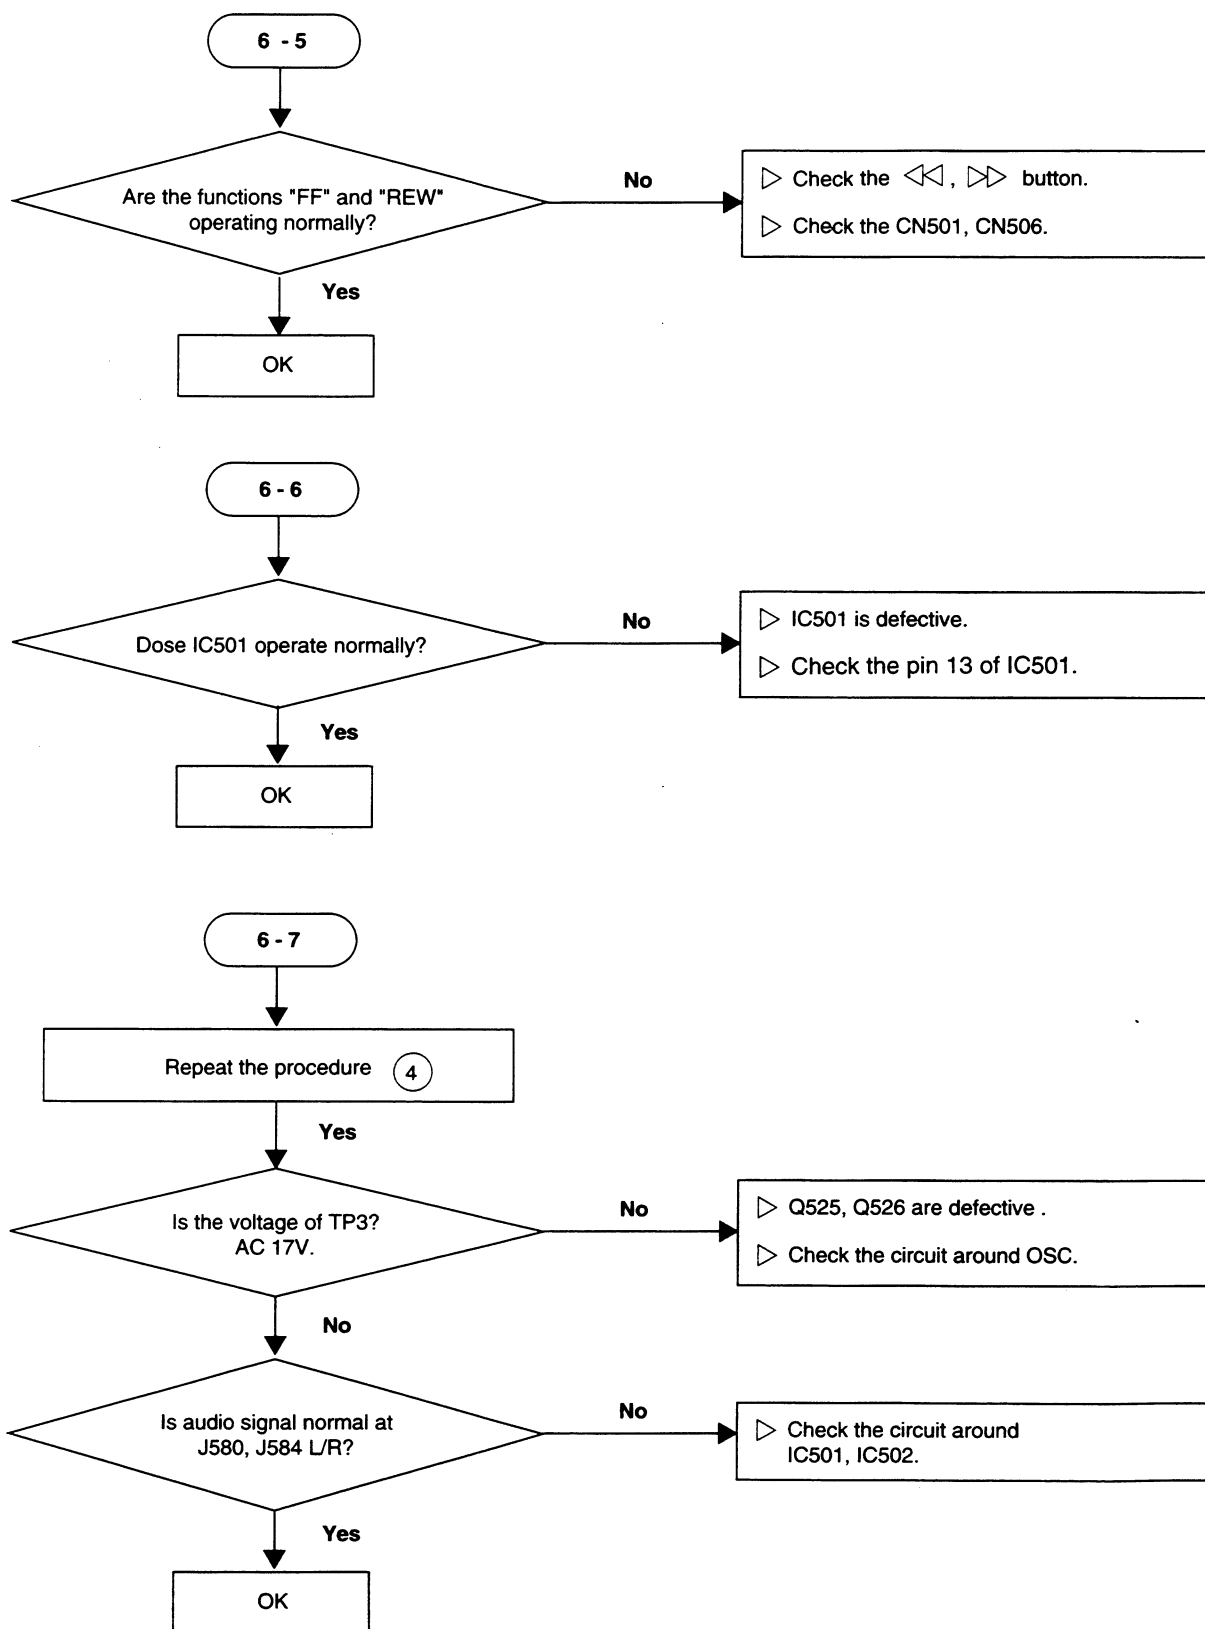 6 - 5
Are the functions "FF" and "REW"
operating normally?
No
▷ Check the ◁◁ , ▷▷ button.
▷ Check the CN501, CN506.
Yes
OK
6 - 6
Dose IC501 operate normally?
No
▷ IC501 is defective.
▷ Check the pin 13 of IC501.
Yes
OK
6 - 7
Repeat the procedure 4
Yes
Is the voltage of TP3?
AC 17V.
No
▷ Q525, Q526 are defective .
▷ Check the circuit around OSC.
No
Is audio signal normal at
J580, J584 L/R?
No
▷ Check the circuit around
IC501, IC502.
Yes
OK